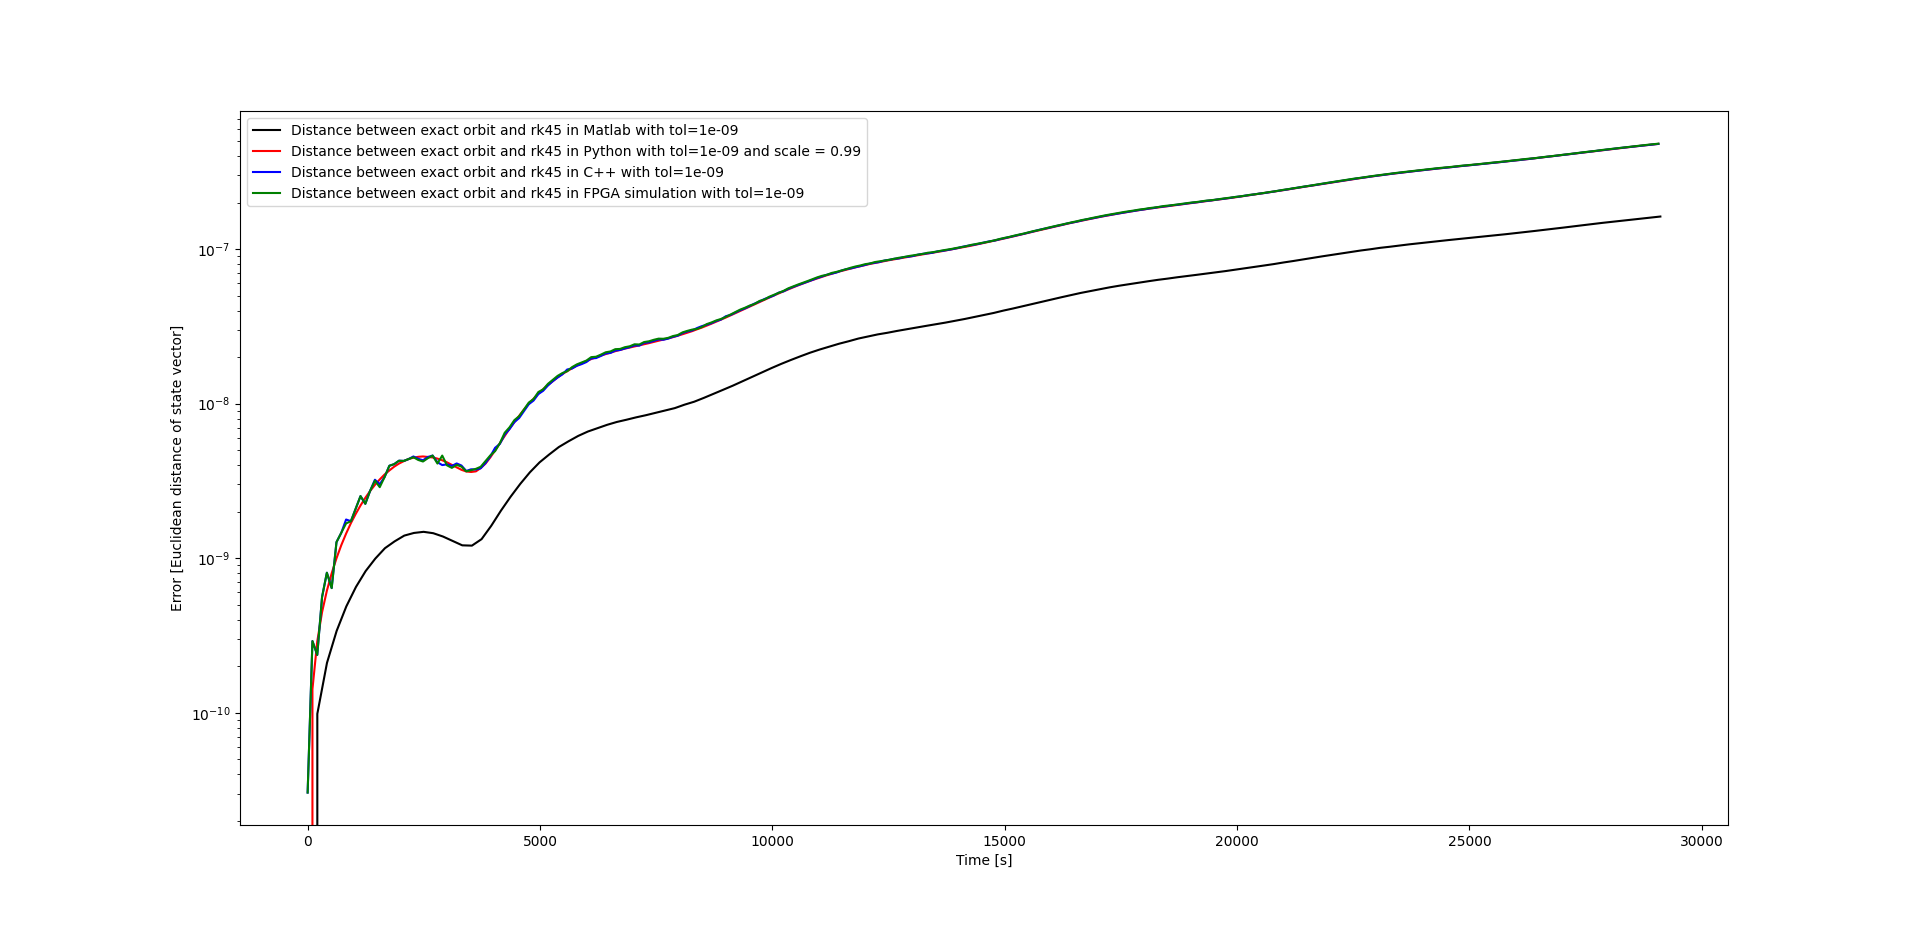 Distance between exact orbit and rk45 in Matlab with tol=1e-09
Distance between exact orbit and rk45 in Python with tol=1e-09 and scale = 0.99
Distance between exact orbit and rk45 in C++ with tol=1e-09
Distance between exact orbit and rk45 in FPGA simulation with tol=1e-09
Error [Euclidean distance of state vector]
10⁻⁷
10⁻⁸
10⁻⁹
10⁻¹⁰
0 5000 10000 15000 20000 25000 30000
Time [s]